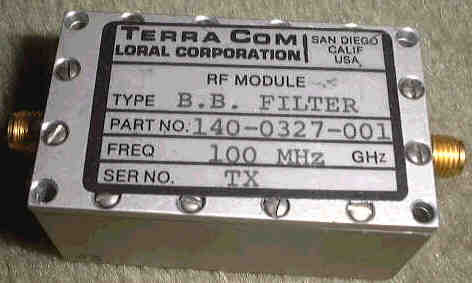 TERRA COM
LORAL CORPORATION
SAN DIEGO
CALIF
USA
RF MODULE
TYPE B.B. FILTER
PART NO. 140-0327-001
FREQ 100 MHz GHz
SER NO. TX